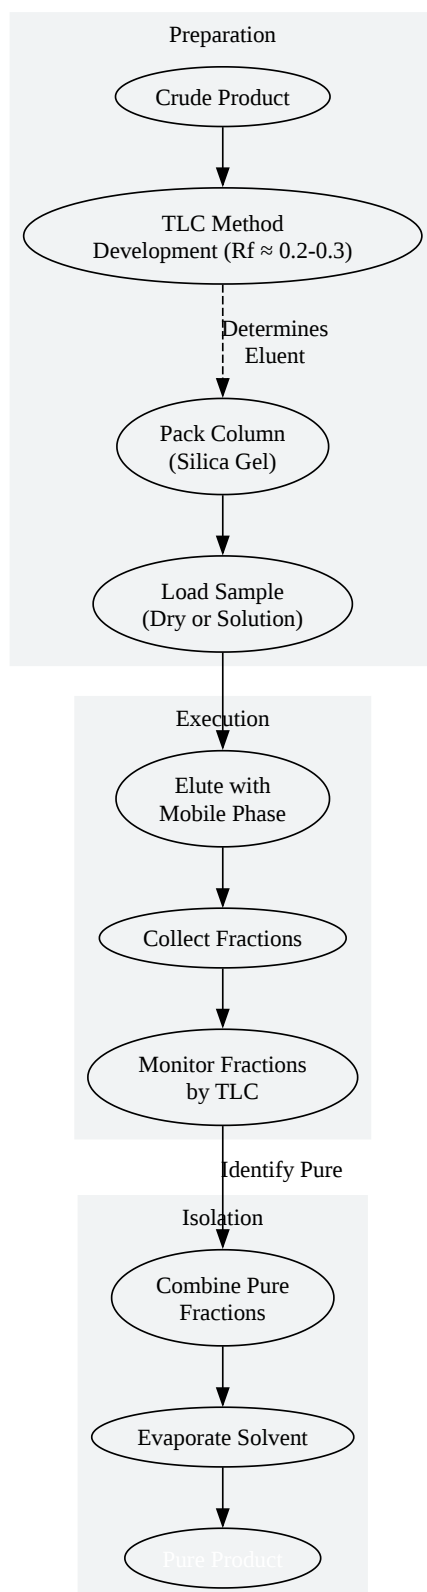 Preparation
Crude Product
TLC Method
Development (Rf ≈ 0.2-0.3)
Determines
Eluent
Pack Column
(Silica Gel)
Load Sample
(Dry or Solution)
Execution
Elute with
Mobile Phase
Collect Fractions
Monitor Fractions
by TLC
Identify Pure
Isolation
Combine Pure
Fractions
Evaporate Solvent
Pure Product